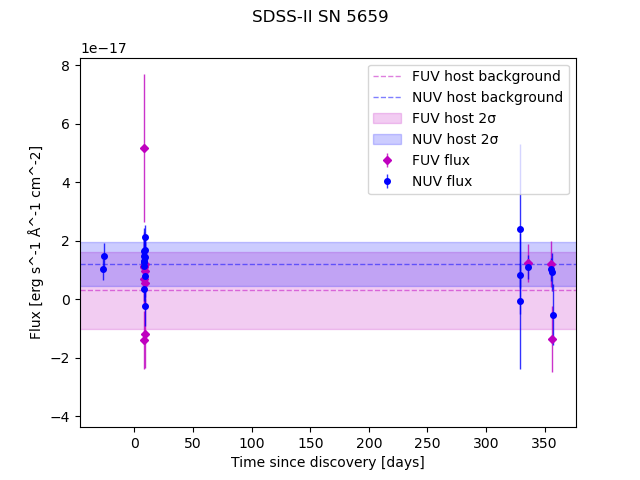 SDSS-II SN 5659
1e−17
FUV host background
NUV host background
FUV host 2σ
NUV host 2σ
FUV flux
NUV flux
8
6
4
2
0
−2
−4
Flux [erg s^-1 Å^-1 cm^-2]
0 50 100 150 200 250 300 350
Time since discovery [days]